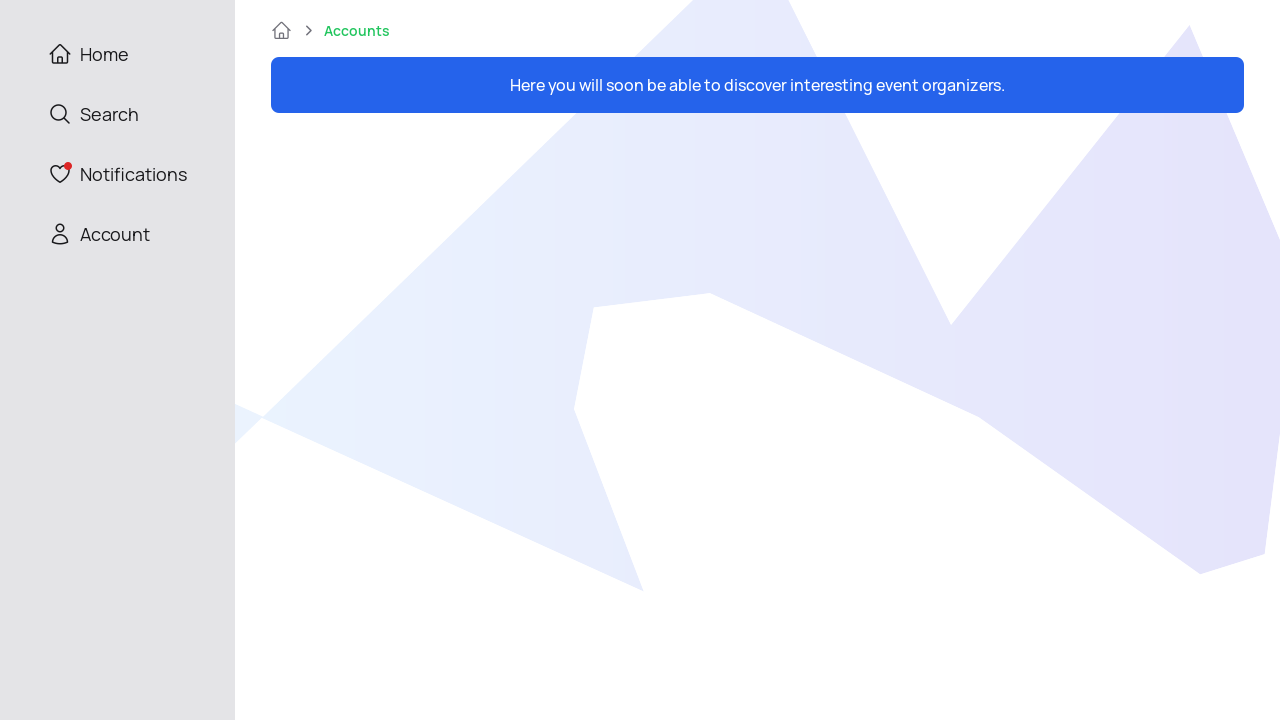 Home
Search
Notifications
Account
Accounts
Here you will soon be able to discover interesting event organizers.